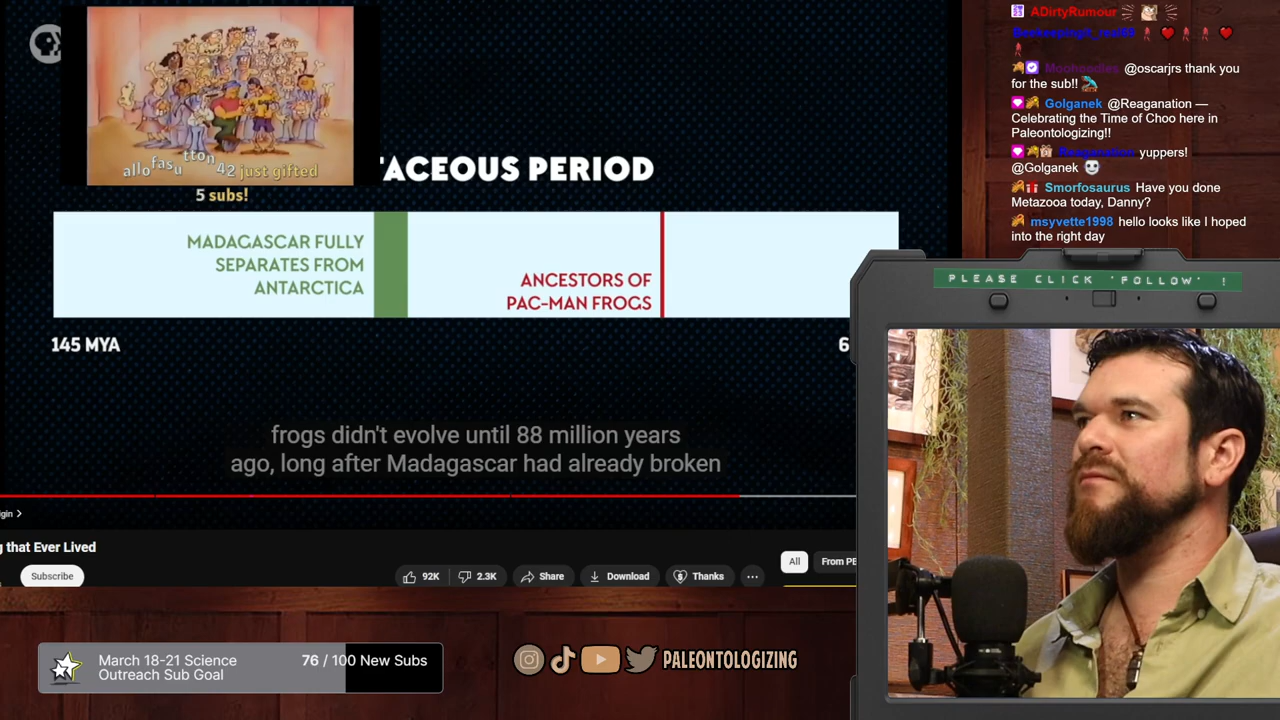 allofasutton42 just gifted
5 subs!
TACEOUS PERIOD
MADAGASCAR FULLY
SEPARATES FROM
ANTARCTICA
ANCESTORS OF
PAC-MAN FROGS
145 MYA
6
frogs didn't evolve until 88 million years
ago, long after Madagascar had already broken
igin >
g that Ever Lived
Subscribe
92K
2.3K
Share
Download
Thanks
All
From PB
March 18-21 Science
Outreach Sub Goal
76 / 100 New Subs
PALEONTOLOGIZING
ADirtyRumour
Moohoodles @oscarjrs thank you
for the sub!!
Golganek @Reaganation —
Celebrating the Time of Choo here in
Paleontologizing!!
Reaganation yuppers!
@Golganek
Smorfosaurus Have you done
Metazooa today, Danny?
msyvette1998 hello looks like I hoped
into the right day
PLEASE CLICK 'FOLLOW' !